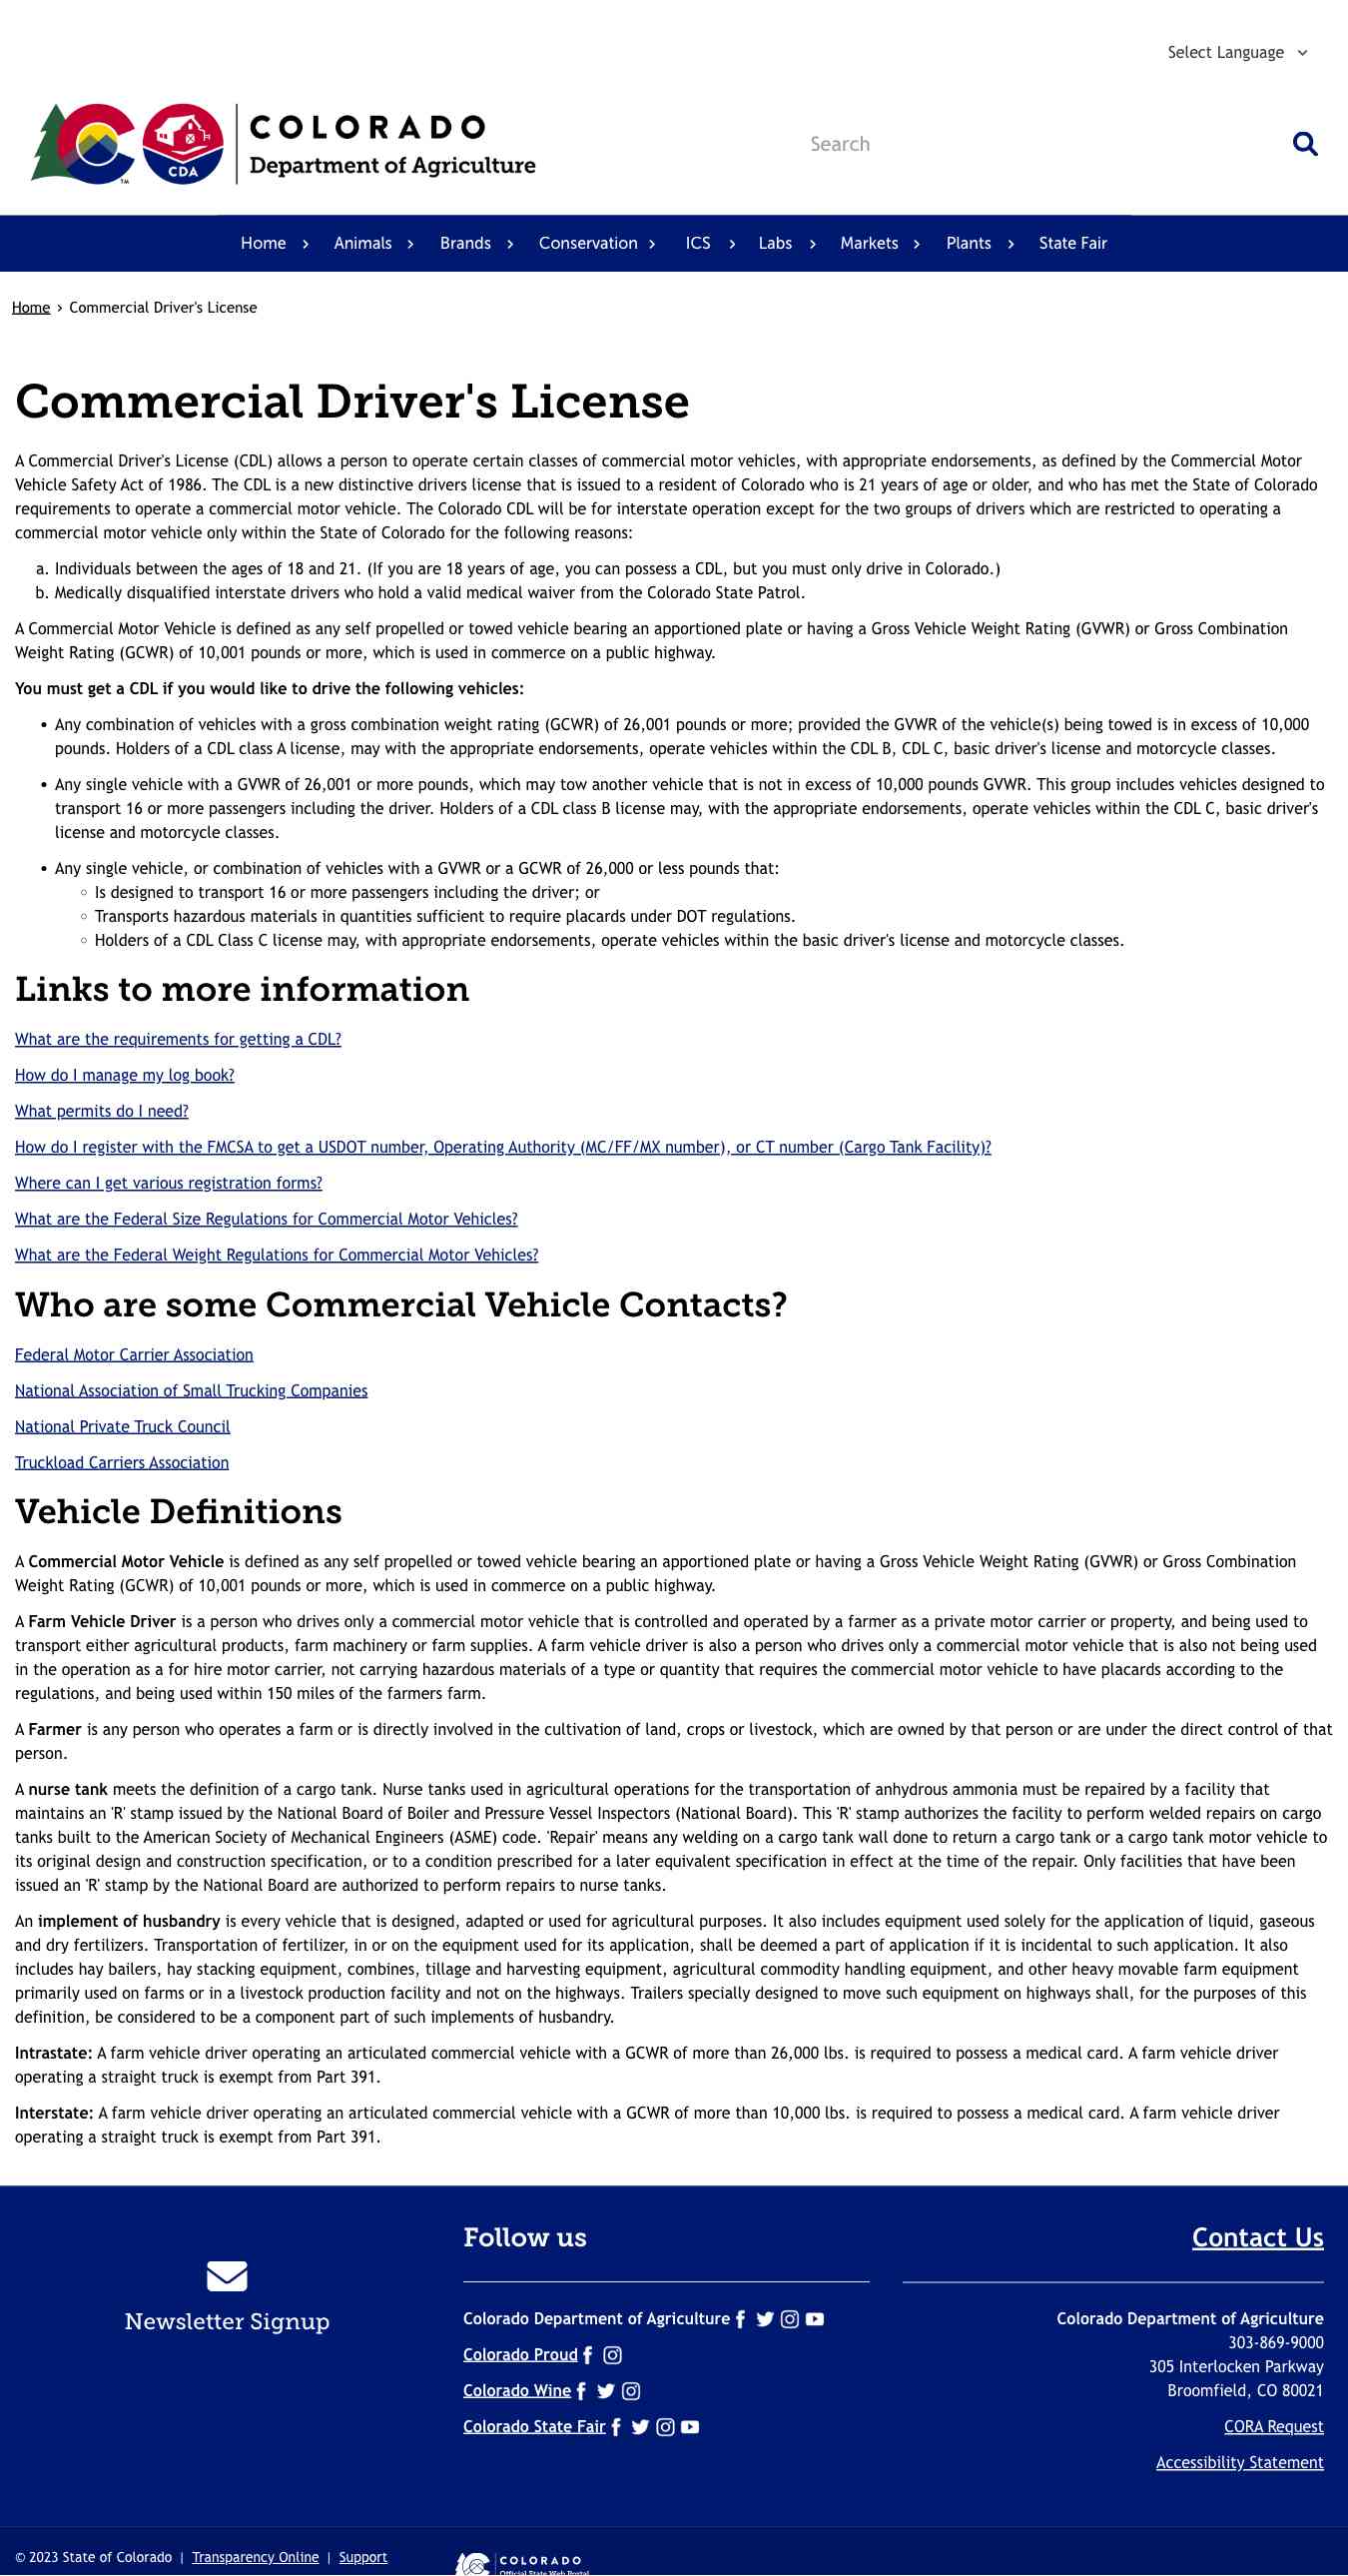 Select Language
CDA
TM
COLORADO
Department of Agriculture
Search
Home Animals Brands Conservation ICS Labs Markets Plants State Fair
Home › Commercial Driver's License
Commercial Driver's License
A Commercial Driver's License (CDL) allows a person to operate certain classes of commercial motor vehicles, with appropriate endorsements, as defined by the Commercial Motor
Vehicle Safety Act of 1986. The CDL is a new distinctive drivers license that is issued to a resident of Colorado who is 21 years of age or older, and who has met the State of Colorado
requirements to operate a commercial motor vehicle. The Colorado CDL will be for interstate operation except for the two groups of drivers which are restricted to operating a
commercial motor vehicle only within the State of Colorado for the following reasons:
a. Individuals between the ages of 18 and 21. (If you are 18 years of age, you can possess a CDL, but you must only drive in Colorado.)
b. Medically disqualified interstate drivers who hold a valid medical waiver from the Colorado State Patrol.
A Commercial Motor Vehicle is defined as any self propelled or towed vehicle bearing an apportioned plate or having a Gross Vehicle Weight Rating (GVWR) or Gross Combination
Weight Rating (GCWR) of 10,001 pounds or more, which is used in commerce on a public highway.
You must get a CDL if you would like to drive the following vehicles:
• Any combination of vehicles with a gross combination weight rating (GCWR) of 26,001 pounds or more; provided the GVWR of the vehicle(s) being towed is in excess of 10,000
pounds. Holders of a CDL class A license, may with the appropriate endorsements, operate vehicles within the CDL B, CDL C, basic driver's license and motorcycle classes.
• Any single vehicle with a GVWR of 26,001 or more pounds, which may tow another vehicle that is not in excess of 10,000 pounds GVWR. This group includes vehicles designed to
transport 16 or more passengers including the driver. Holders of a CDL class B license may, with the appropriate endorsements, operate vehicles within the CDL C, basic driver's
license and motorcycle classes.
• Any single vehicle, or combination of vehicles with a GVWR or a GCWR of 26,000 or less pounds that:
◦ Is designed to transport 16 or more passengers including the driver; or
◦ Transports hazardous materials in quantities sufficient to require placards under DOT regulations.
◦ Holders of a CDL Class C license may, with appropriate endorsements, operate vehicles within the basic driver's license and motorcycle classes.
Links to more information
What are the requirements for getting a CDL?
How do I manage my log book?
What permits do I need?
How do I register with the FMCSA to get a USDOT number, Operating Authority (MC/FF/MX number), or CT number (Cargo Tank Facility)?
Where can I get various registration forms?
What are the Federal Size Regulations for Commercial Motor Vehicles?
What are the Federal Weight Regulations for Commercial Motor Vehicles?
Who are some Commercial Vehicle Contacts?
Federal Motor Carrier Association
National Association of Small Trucking Companies
National Private Truck Council
Truckload Carriers Association
Vehicle Definitions
A Commercial Motor Vehicle is defined as any self propelled or towed vehicle bearing an apportioned plate or having a Gross Vehicle Weight Rating (GVWR) or Gross Combination
Weight Rating (GCWR) of 10,001 pounds or more, which is used in commerce on a public highway.
A Farm Vehicle Driver is a person who drives only a commercial motor vehicle that is controlled and operated by a farmer as a private motor carrier or property, and being used to
transport either agricultural products, farm machinery or farm supplies. A farm vehicle driver is also a person who drives only a commercial motor vehicle that is also not being used
in the operation as a for hire motor carrier, not carrying hazardous materials of a type or quantity that requires the commercial motor vehicle to have placards according to the
regulations, and being used within 150 miles of the farmers farm.
A Farmer is any person who operates a farm or is directly involved in the cultivation of land, crops or livestock, which are owned by that person or are under the direct control of that
person.
A nurse tank meets the definition of a cargo tank. Nurse tanks used in agricultural operations for the transportation of anhydrous ammonia must be repaired by a facility that
maintains an 'R' stamp issued by the National Board of Boiler and Pressure Vessel Inspectors (National Board). This 'R' stamp authorizes the facility to perform welded repairs on cargo
tanks built to the American Society of Mechanical Engineers (ASME) code. 'Repair' means any welding on a cargo tank wall done to return a cargo tank or a cargo tank motor vehicle to
its original design and construction specification, or to a condition prescribed for a later equivalent specification in effect at the time of the repair. Only facilities that have been
issued an 'R' stamp by the National Board are authorized to perform repairs to nurse tanks.
An implement of husbandry is every vehicle that is designed, adapted or used for agricultural purposes. It also includes equipment used solely for the application of liquid, gaseous
and dry fertilizers. Transportation of fertilizer, in or on the equipment used for its application, shall be deemed a part of application if it is incidental to such application. It also
includes hay bailers, hay stacking equipment, combines, tillage and harvesting equipment, agricultural commodity handling equipment, and other heavy movable farm equipment
primarily used on farms or in a livestock production facility and not on the highways. Trailers specially designed to move such equipment on highways shall, for the purposes of this
definition, be considered to be a component part of such implements of husbandry.
Intrastate: A farm vehicle driver operating an articulated commercial vehicle with a GCWR of more than 26,000 lbs. is required to possess a medical card. A farm vehicle driver
operating a straight truck is exempt from Part 391.
Interstate: A farm vehicle driver operating an articulated commercial vehicle with a GCWR of more than 10,000 lbs. is required to possess a medical card. A farm vehicle driver
operating a straight truck is exempt from Part 391.
Newsletter Signup
Follow us
Colorado Department of Agriculture
Colorado Proud
Colorado Wine
Colorado State Fair
Contact Us
Colorado Department of Agriculture
303-869-9000
305 Interlocken Parkway
Broomfield, CO 80021
CORA Request
Accessibility Statement
© 2023 State of Colorado | Transparency Online | Support
COLORADO
Official State Web Portal